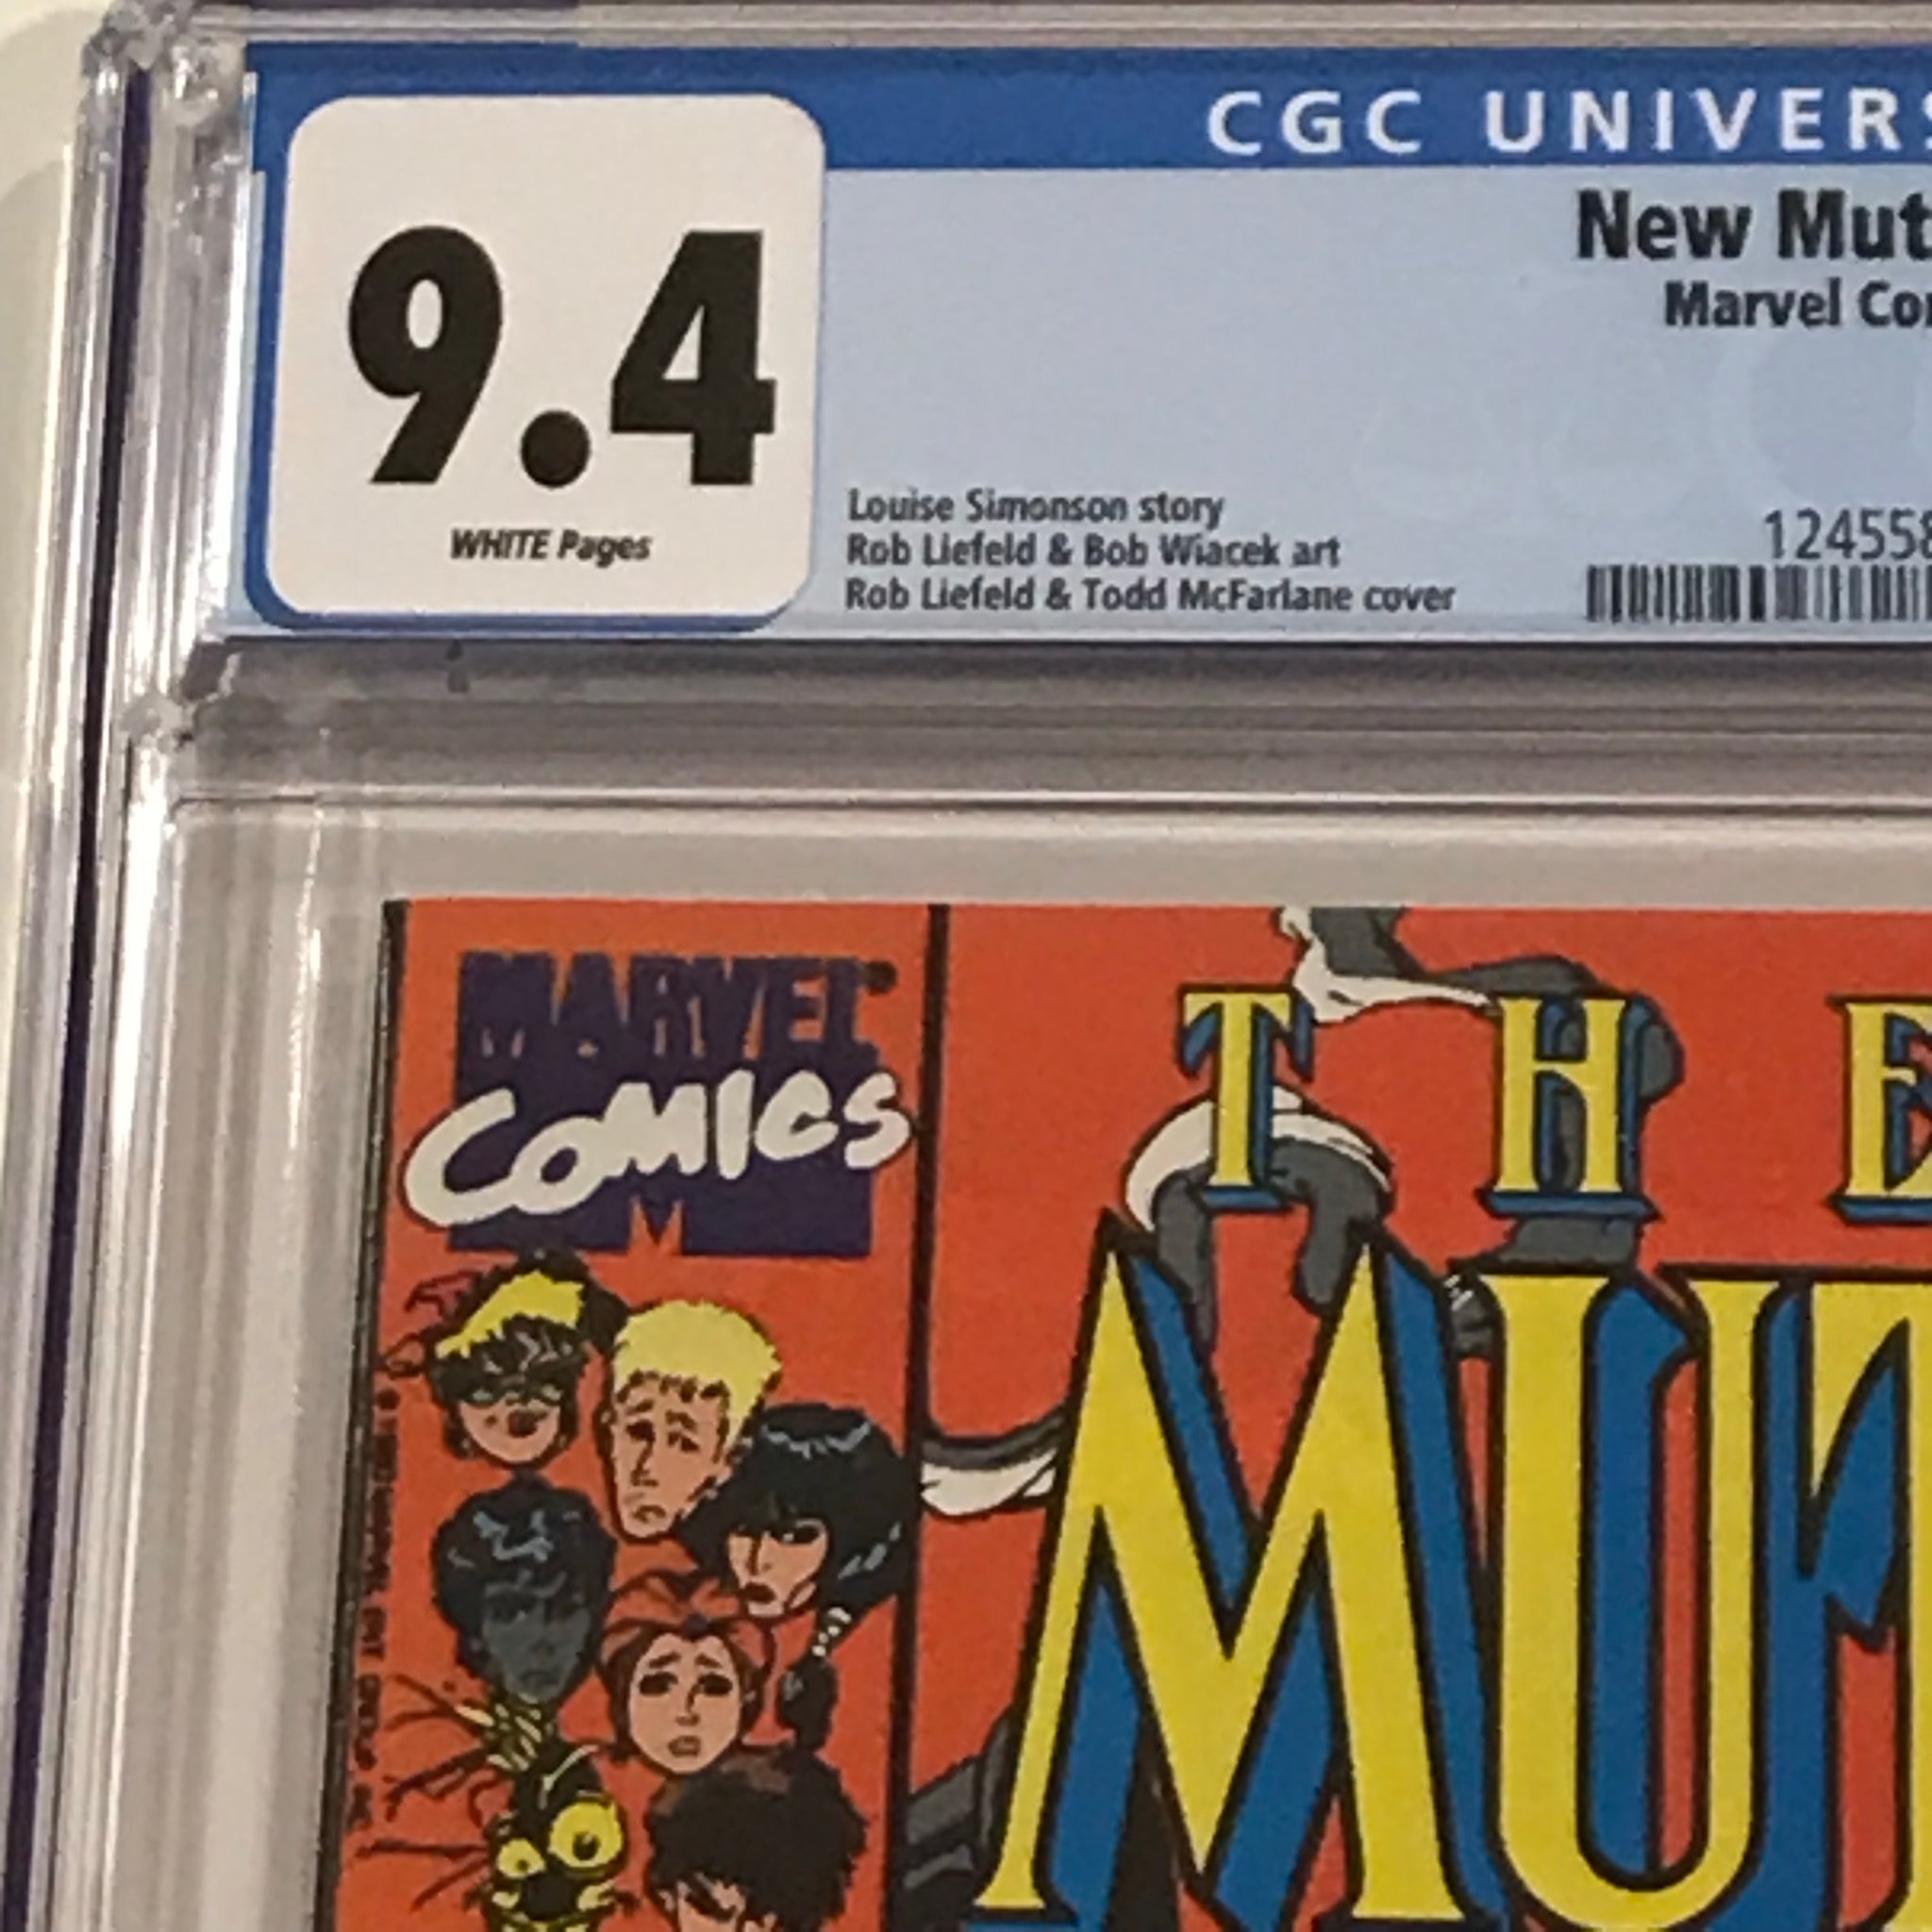 CGC UNIVERS
9.4
WHITE Pages
New Mut
Marvel Co
Louise Simonson story
Rob Liefeld & Bob Wiacek art
Rob Liefeld & Todd McFarlane cover
124558
MARVEL
COMICS
THE
MUT